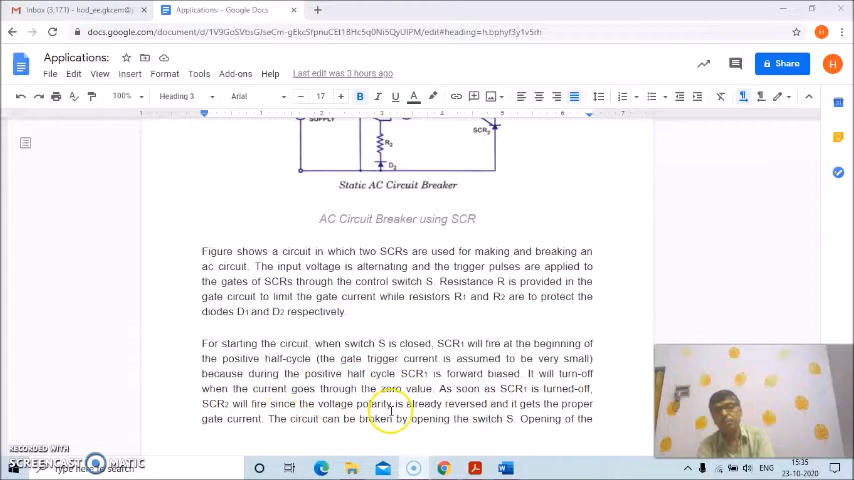 Inbox (3,171) - hod_ee.gkcem@
Applications: - Google Docs
docs.google.com/document/d/
Applications:
Share
H
File Edit View Insert Format Tools Add-ons Help Last edit was 3 hours
100% Heading 3 Arial 17 B I U A
SUPPLY
R2
D2
SCR2
Static AC Circuit Breaker
AC Circuit Breaker using SCR
Figure shows a circuit in which two SCRs are used for making and breaking an
ac circuit. The input voltage is alternating and the trigger pulses are applied to
the gates of SCRs through the control switch S. Resistance R is provided in the
gate circuit to limit the gate current while resistors R1 and R2 are to protect the
diodes D1 and D2 respectively.
For starting the circuit, when switch S is closed, SCR1 will fire at the beginning of
the positive half-cycle (the gate trigger current is assumed to be very small)
because during the positive half cycle SCR1 is forward biased. It will turn-off
when the current goes through the zero value. As soon as SCR1 is turned-off,
SCR2 will fire since the voltage polarity is already reversed and it gets the proper
gate current. The circuit can be broken by opening the switch S. Opening of the
RECORDED WITH
SCREENCAST MATIC
Type here to search
ENG
15:35
23-10-2020